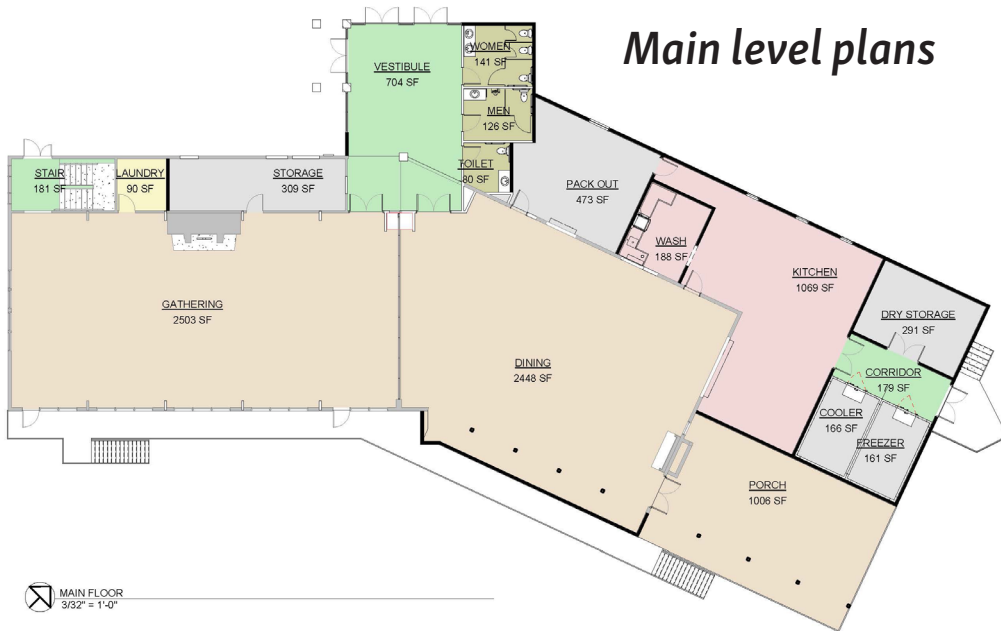 Main level plans
WOMEN
141 SF
VESTIBULE
704 SF
MEN
126 SF
TOILET
80 SF
STAIR
181 SF
LAUNDRY
90 SF
STORAGE
309 SF
PACK OUT
473 SF
WASH
188 SF
KITCHEN
1069 SF
GATHERING
2503 SF
DRY STORAGE
291 SF
DINING
2448 SF
CORRIDOR
179 SF
COOLER
166 SF
FREEZER
161 SF
PORCH
1006 SF
MAIN FLOOR
3/32" = 1'-0"